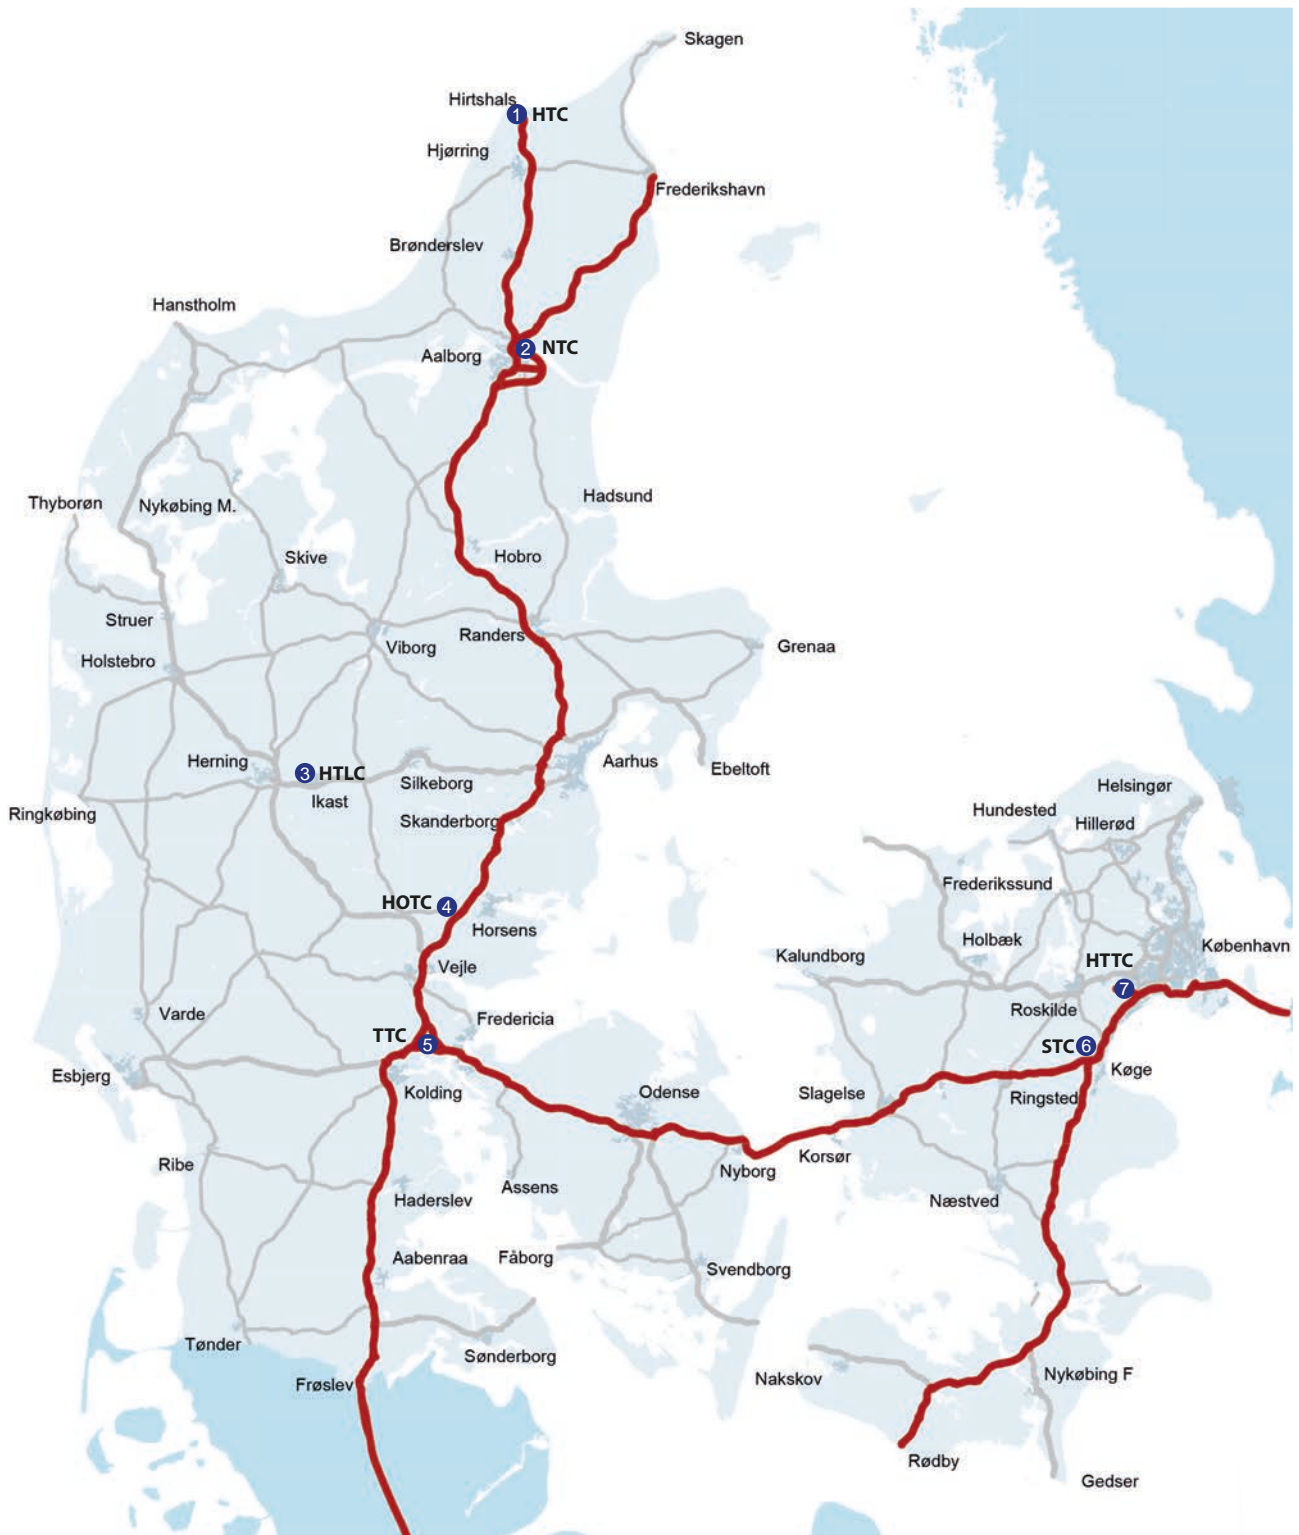 Skagen
Hirtshals
1 HTC
Hjørring
Frederikshavn
Brønderslev
Hanstholm
2 NTC
Aalborg
Hadsund
Thyborøn
Nykøbing M.
Skive
Hobro
Struer
Randers
Viborg
Grenaa
Holstebro
Herning
3 HTLC
Aarhus
Ebeltoft
Silkeborg
Ikast
Ringkøbing
Skanderborg
Helsingør
Hundested
Hillerød
Frederikssund
HOTC 4
Horsens
Holbæk
København
Kalundborg
HTTC
7
Vejle
Roskilde
Varde
Fredericia
TTC
5
STC 6
Køge
Esbjerg
Kolding
Odense
Slagelse
Ringsted
Korsør
Ribe
Nyborg
Assens
Haderslev
Næstved
Aabenraa
Fåborg
Svendborg
Tønder
Sønderborg
Frøslev
Nakskov
Nykøbing F
Rødby
Gedser